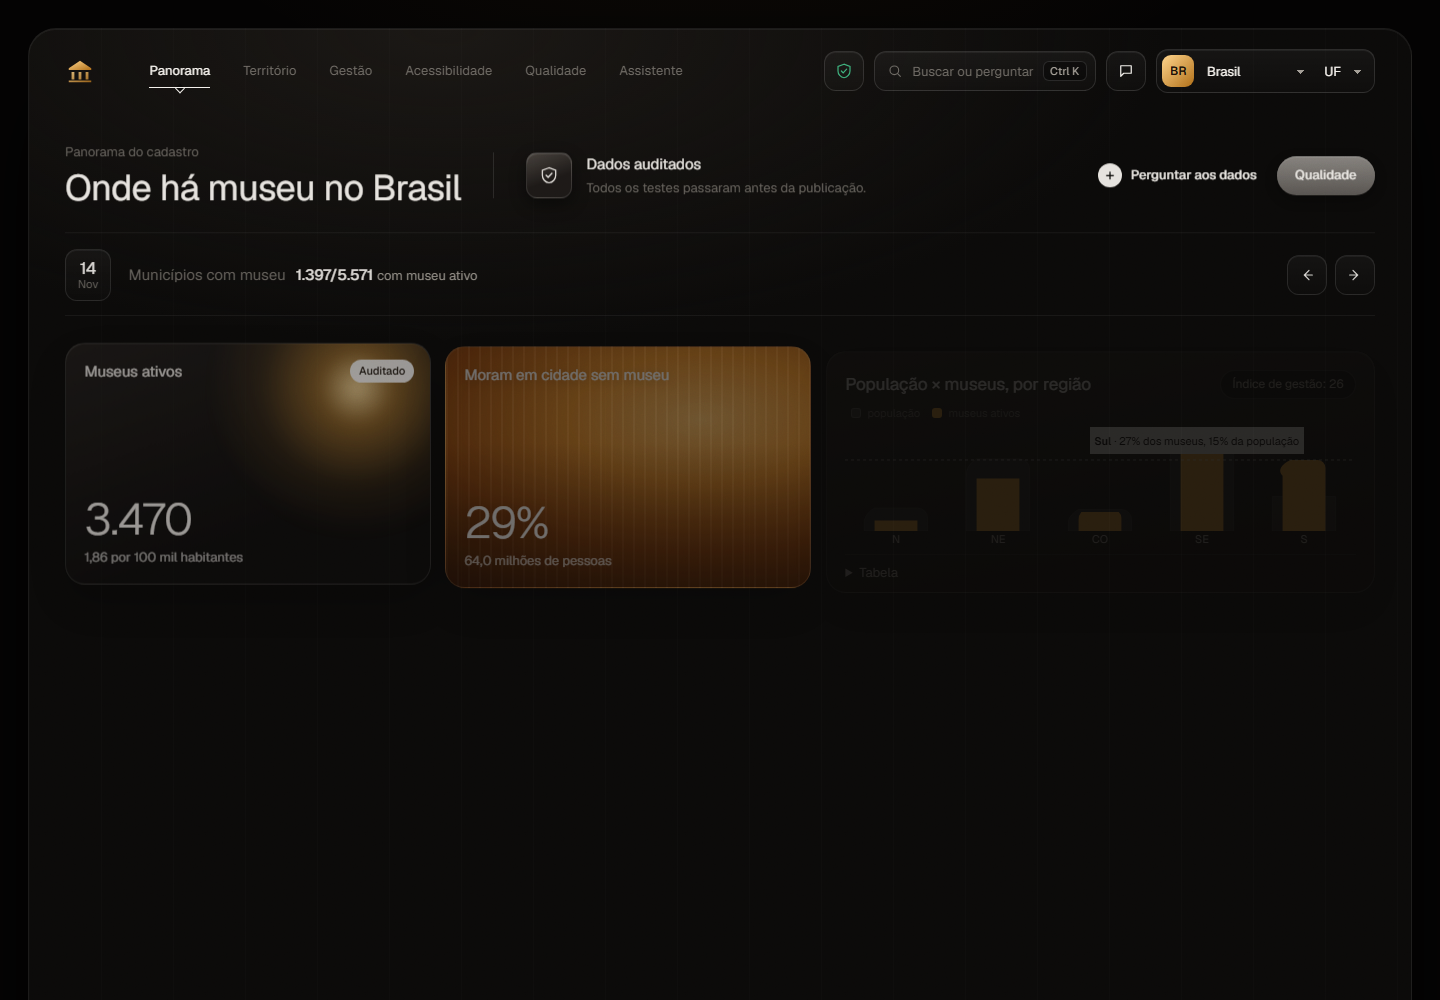 Panorama
Território
Gestão
Acessibilidade
Qualidade
Assistente
Buscar ou perguntar
Ctrl K
BR
Brasil
UF
Panorama do cadastro
Onde há museu no Brasil
Dados auditados
Todos os testes passaram antes da publicação.
Perguntar aos dados
Qualidade
14
Nov
Municípios com museu 1.397/5.571 com museu ativo
Museus ativos
Auditado
3.470
1,86 por 100 mil habitantes
Moram em cidade sem museu
29%
64,0 milhões de pessoas
População × museus, por região
Índice de gestão: 26
população
museus ativos
Sul · 27% dos museus, 15% da população
N
NE
CO
SE
S
Tabela